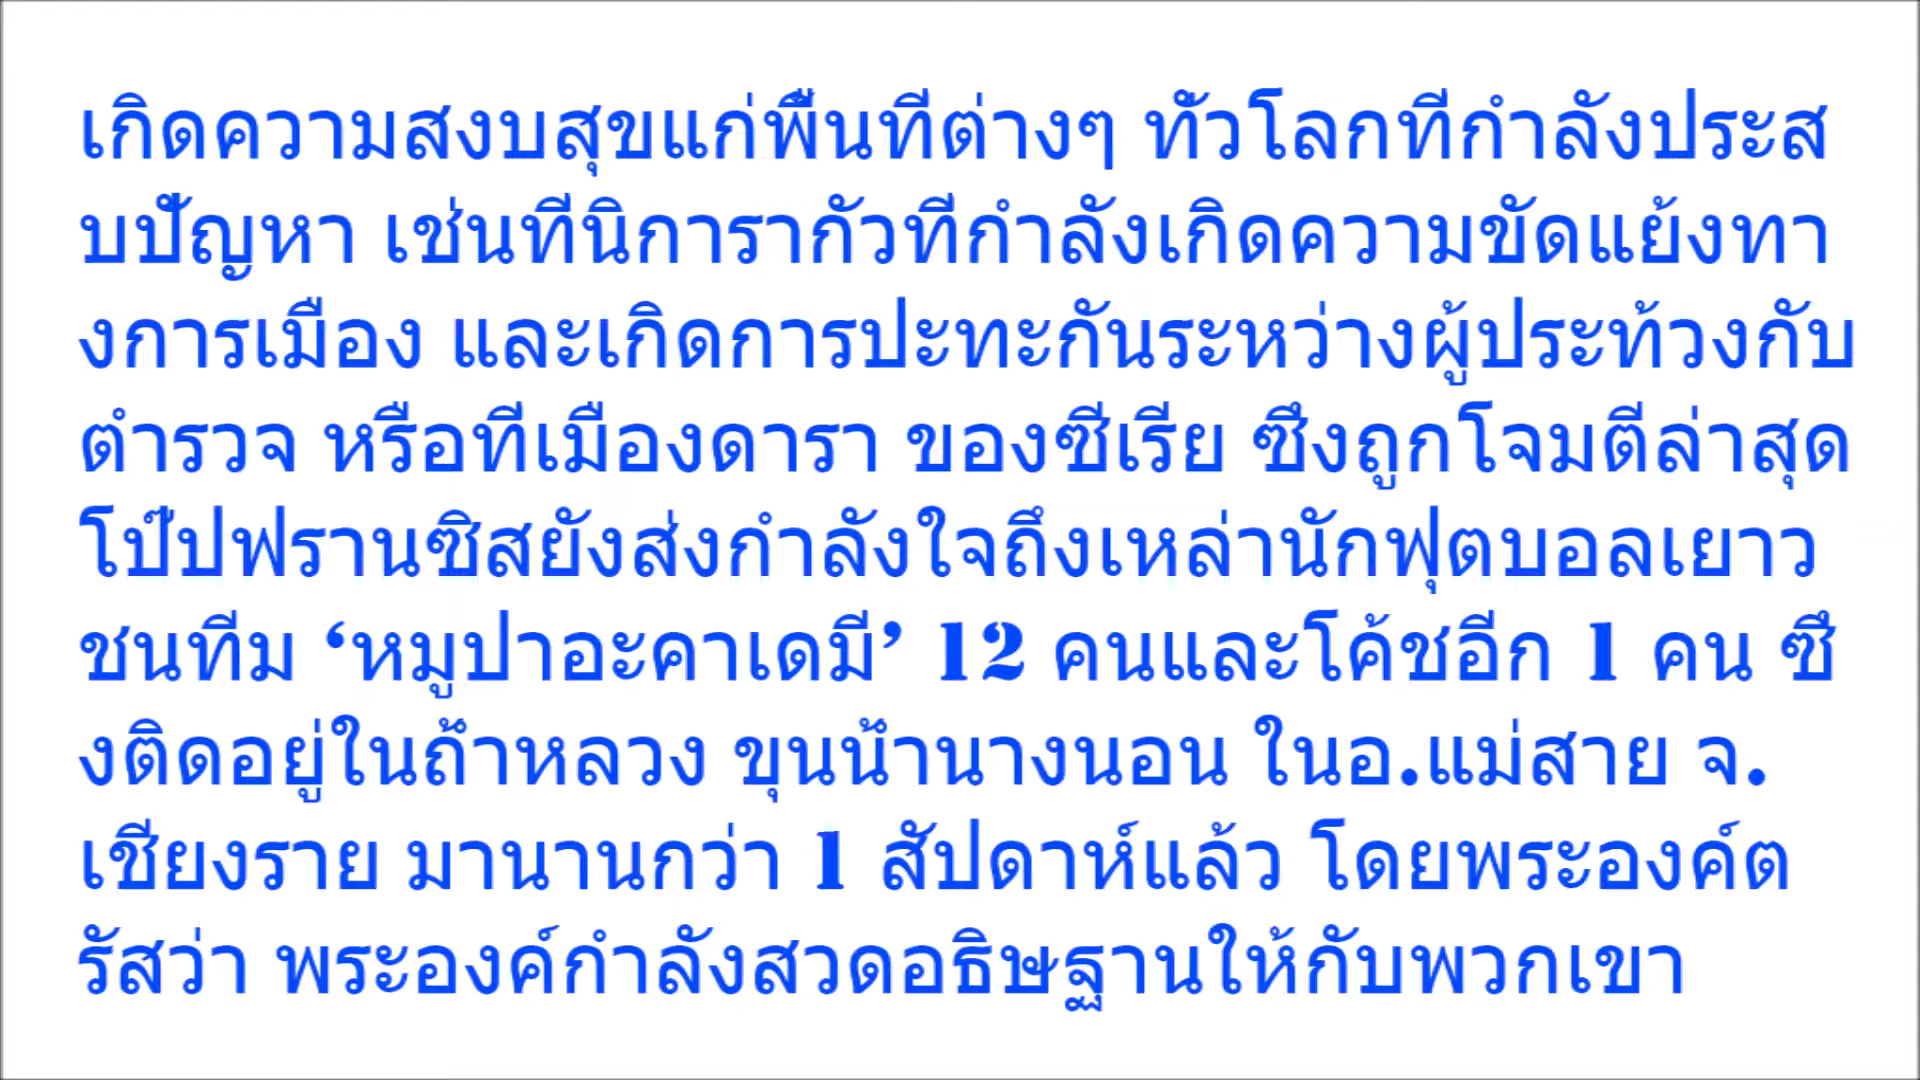 เกิดความสงบสุขแก่พื้นที่ต่างๆ ทั่วโลกที่กำลังประส
บปัญหา เช่นที่นิการากัวที่กำลังเกิดความขัดแย้งทา
งการเมือง และเกิดการปะทะกันระหว่างผู้ประท้วงกับ
ตำรวจ หรือที่เมืองดารา ของซีเรีย ซึ่งถูกโจมตีล่าสุด
โป๊ปฟรานซิสยังส่งกำลังใจถึงเหล่านักฟุตบอลเยาว
ชนทีม ‘หมูป่าอะคาเดมี’ 12 คนและโค้ชอีก 1 คน ซึ่
งติดอยู่ในถ้ำหลวง ขุนน้ำนางนอน ในอ.แม่สาย จ.
เชียงราย มานานกว่า 1 สัปดาห์แล้ว โดยพระองค์ต
รัสว่า พระองค์กำลังสวดอธิษฐานให้กับพวกเขา